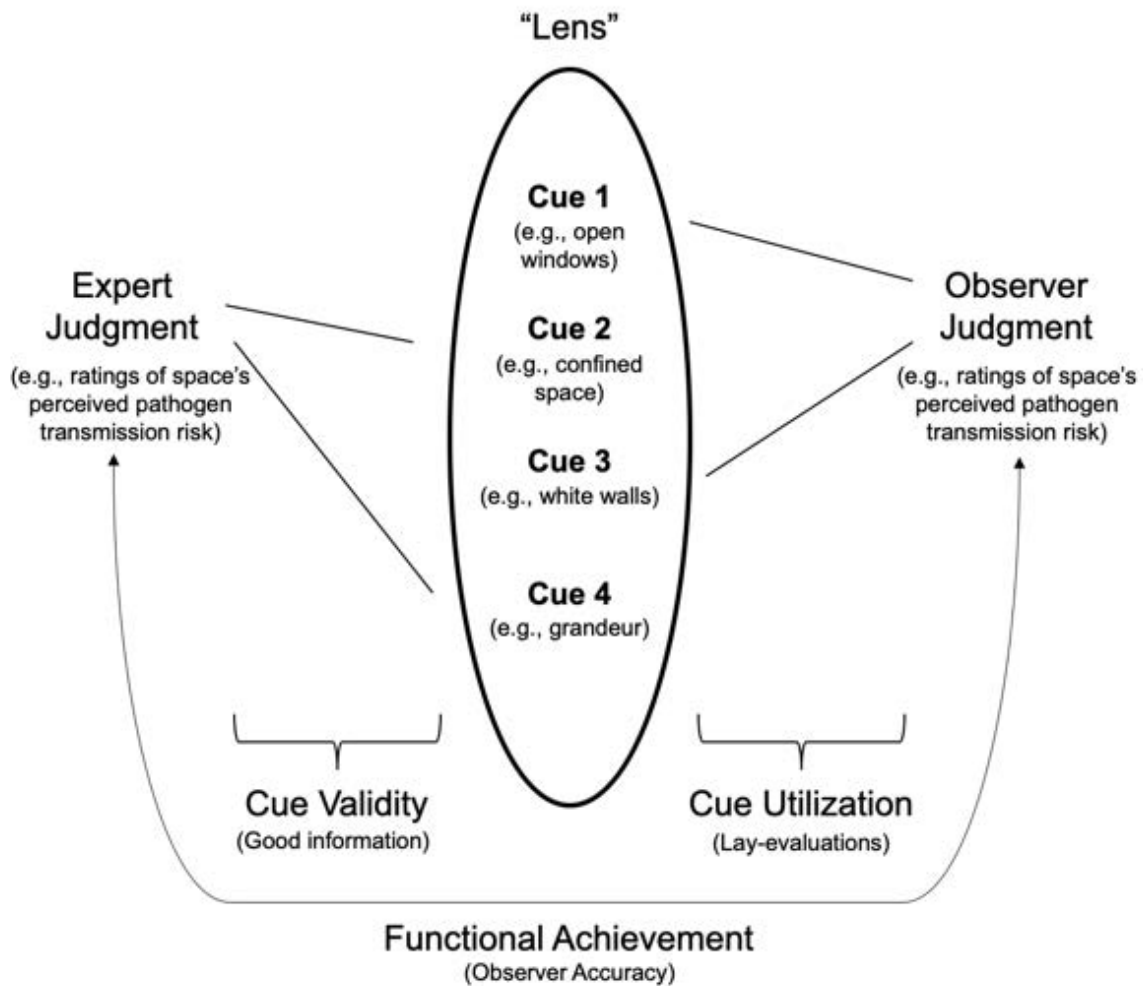 “Lens”
Cue 1
(e.g., open
windows)
Cue 2
(e.g., confined
space)
Cue 3
(e.g., white walls)
Cue 4
(e.g., grandeur)
Expert
Judgment
(e.g., ratings of space’s
perceived pathogen
transmission risk)
Observer
Judgment
(e.g., ratings of space’s
perceived pathogen
transmission risk)
Cue Validity
(Good information)
Cue Utilization
(Lay-evaluations)
Functional Achievement
(Observer Accuracy)